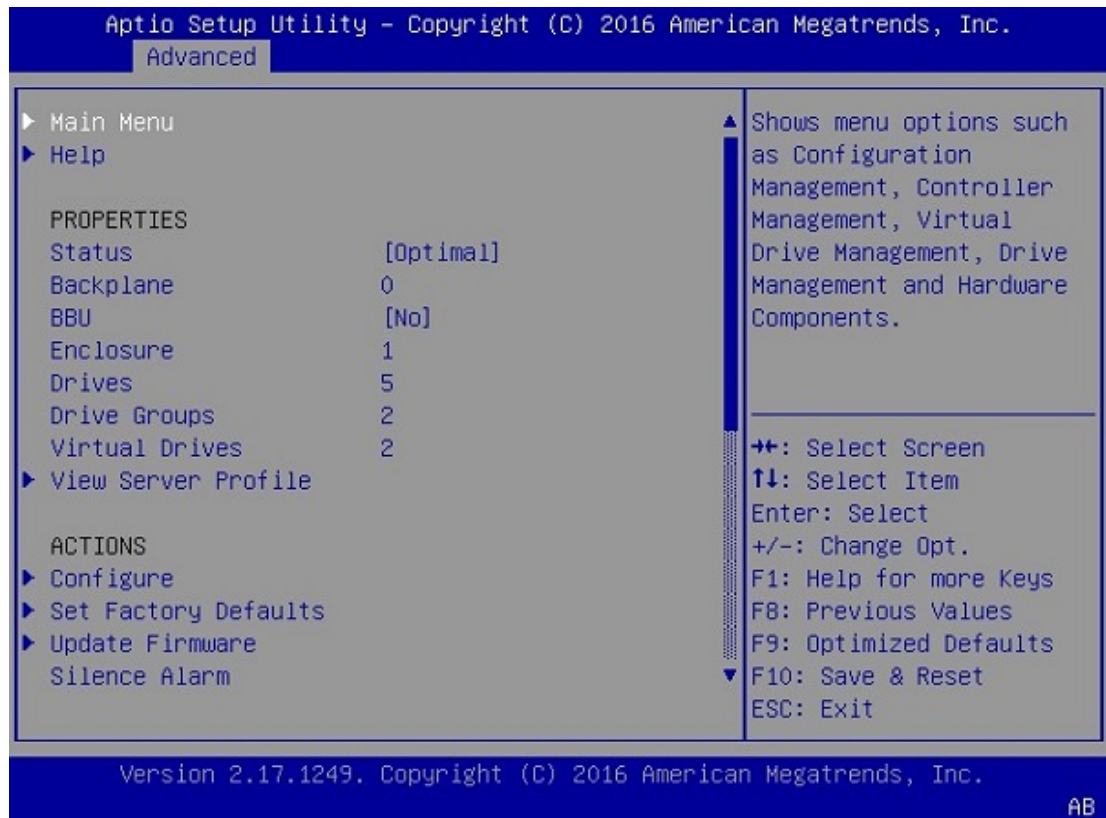 Aptio Setup Utility – Copyright (C) 2016 American Megatrends, Inc.
Advanced
▶ Main Menu
▶ Help
PROPERTIES
Status [Optimal]
Backplane 0
BBU [No]
Enclosure 1
Drives 5
Drive Groups 2
Virtual Drives 2
▶ View Server Profile
ACTIONS
▶ Configure
▶ Set Factory Defaults
▶ Update Firmware
Silence Alarm
Shows menu options such
as Configuration
Management, Controller
Management, Virtual
Drive Management, Drive
Management and Hardware
Components.
→←: Select Screen
↑↓: Select Item
Enter: Select
+/-: Change Opt.
F1: Help for more Keys
F8: Previous Values
F9: Optimized Defaults
F10: Save & Reset
ESC: Exit
Version 2.17.1249. Copyright (C) 2016 American Megatrends, Inc.
AB